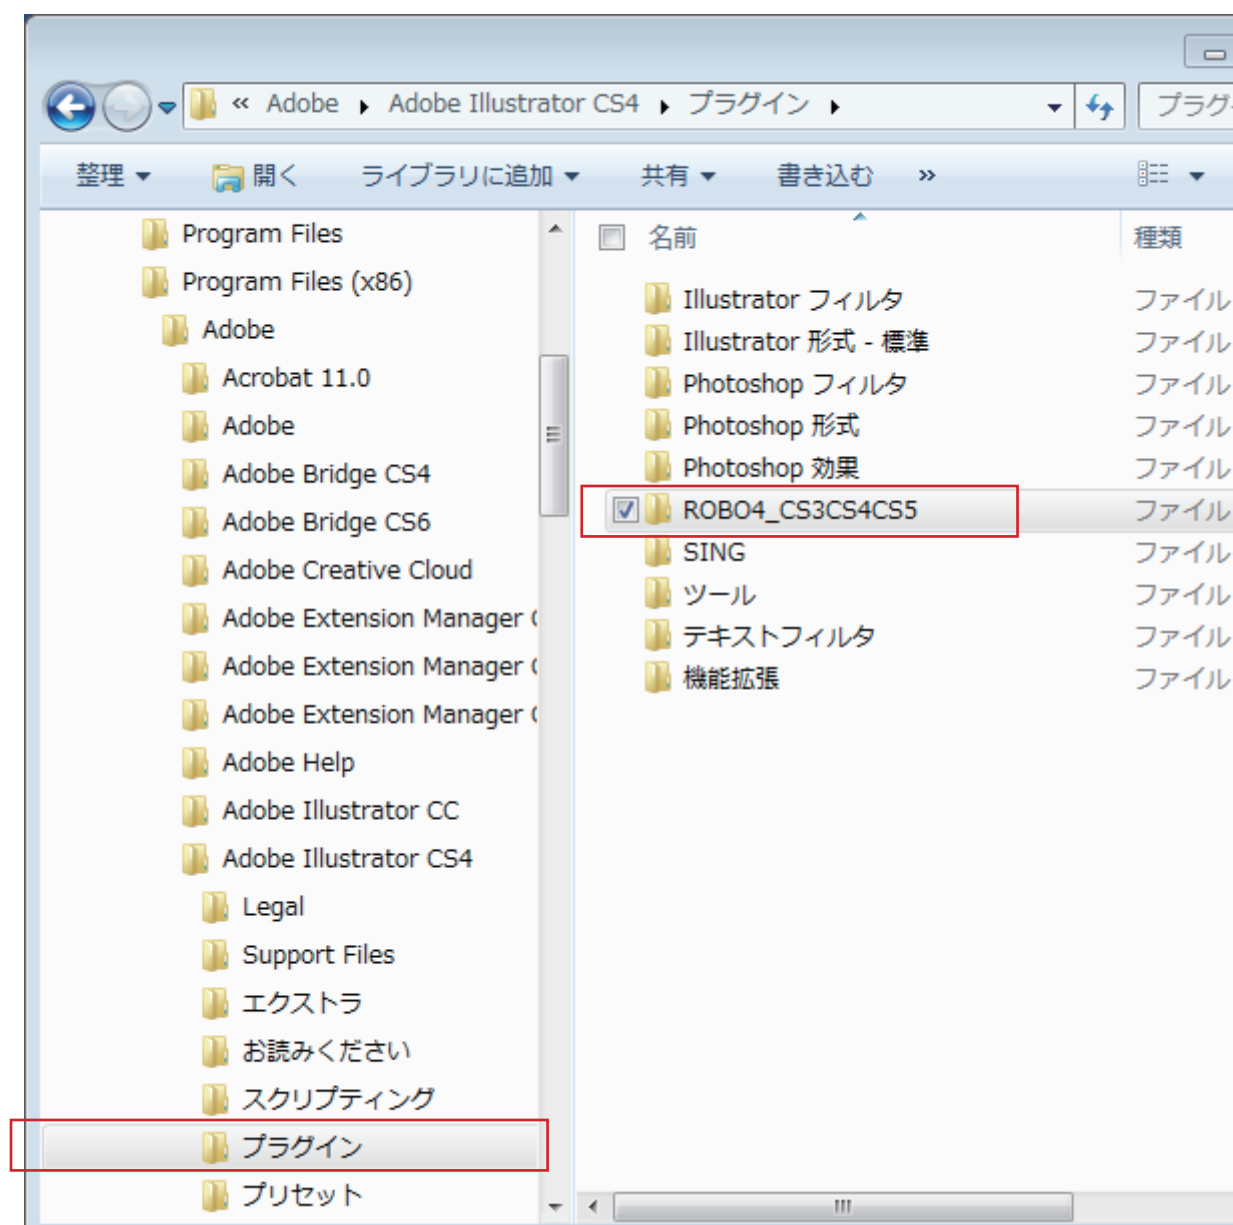 « Adobe ▸ Adobe Illustrator CS4 ▸ プラグイン ▸
プラグ
整理 開く ライブラリに追加 共有 書き込む »
Program Files
Program Files (x86)
Adobe
Acrobat 11.0
Adobe
Adobe Bridge CS4
Adobe Bridge CS6
Adobe Creative Cloud
Adobe Extension Manager
Adobe Extension Manager
Adobe Extension Manager
Adobe Help
Adobe Illustrator CC
Adobe Illustrator CS4
Legal
Support Files
エクストラ
お読みください
スクリプティング
プラグイン
プリセット
名前 種類
Illustrator フィルタ ファイル
Illustrator 形式 - 標準 ファイル
Photoshop フィルタ ファイル
Photoshop 形式 ファイル
Photoshop 効果 ファイル
ROBO4_CS3CS4CS5 ファイル
SING ファイル
ツール ファイル
テキストフィルタ ファイル
機能拡張 ファイル